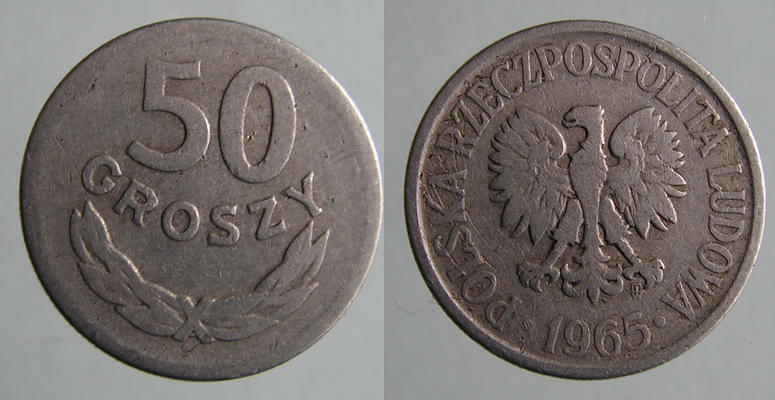 50
GROSZY
POLSKA RZECZPOSPOLITA LUDOWA
1965